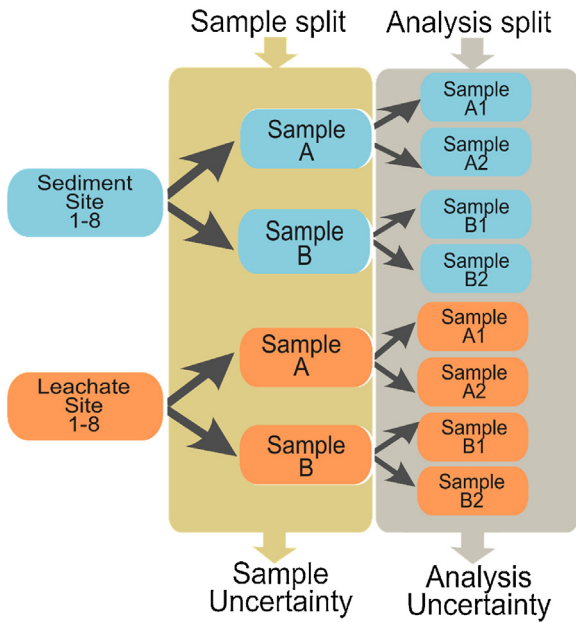 Sample split
Analysis split
Sediment
Site
1-8
Sample
A
Sample
B
Sample
A1
Sample
A2
Sample
B1
Sample
B2
Leachate
Site
1-8
Sample
A
Sample
B
Sample
A1
Sample
A2
Sample
B1
Sample
B2
Sample
Uncertainty
Analysis
Uncertainty